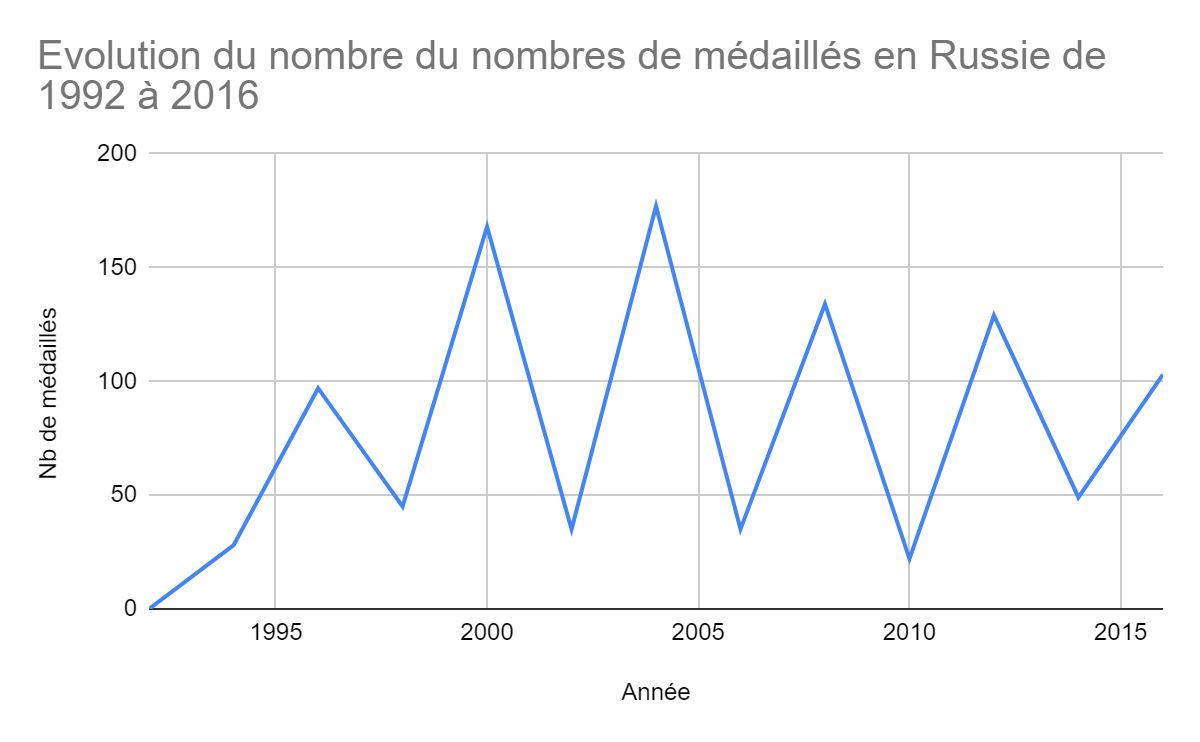 Evolution du nombre du nombres de médaillés en Russie de
1992 à 2016
200
150
100
50
0
Nb de médaillés
1995 2000 2005 2010 2015
Année